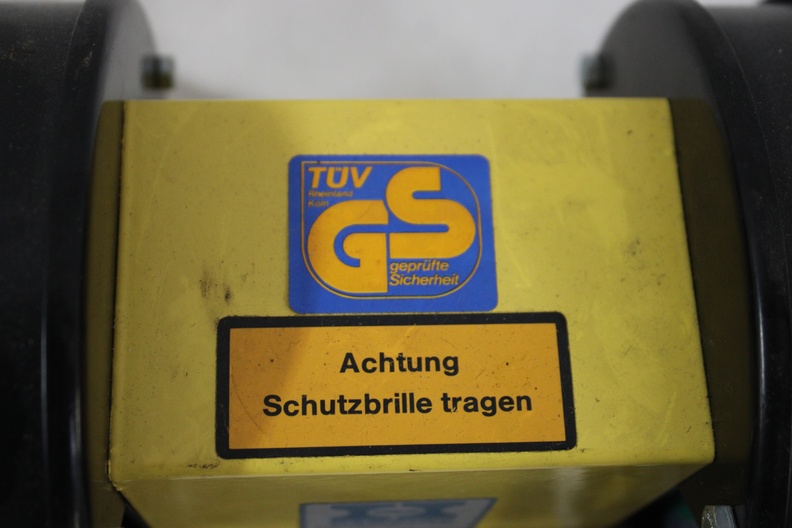 TÜV
Rheinland
Köln
GS
geprüfte
Sicherheit
Achtung
Schutzbrille tragen